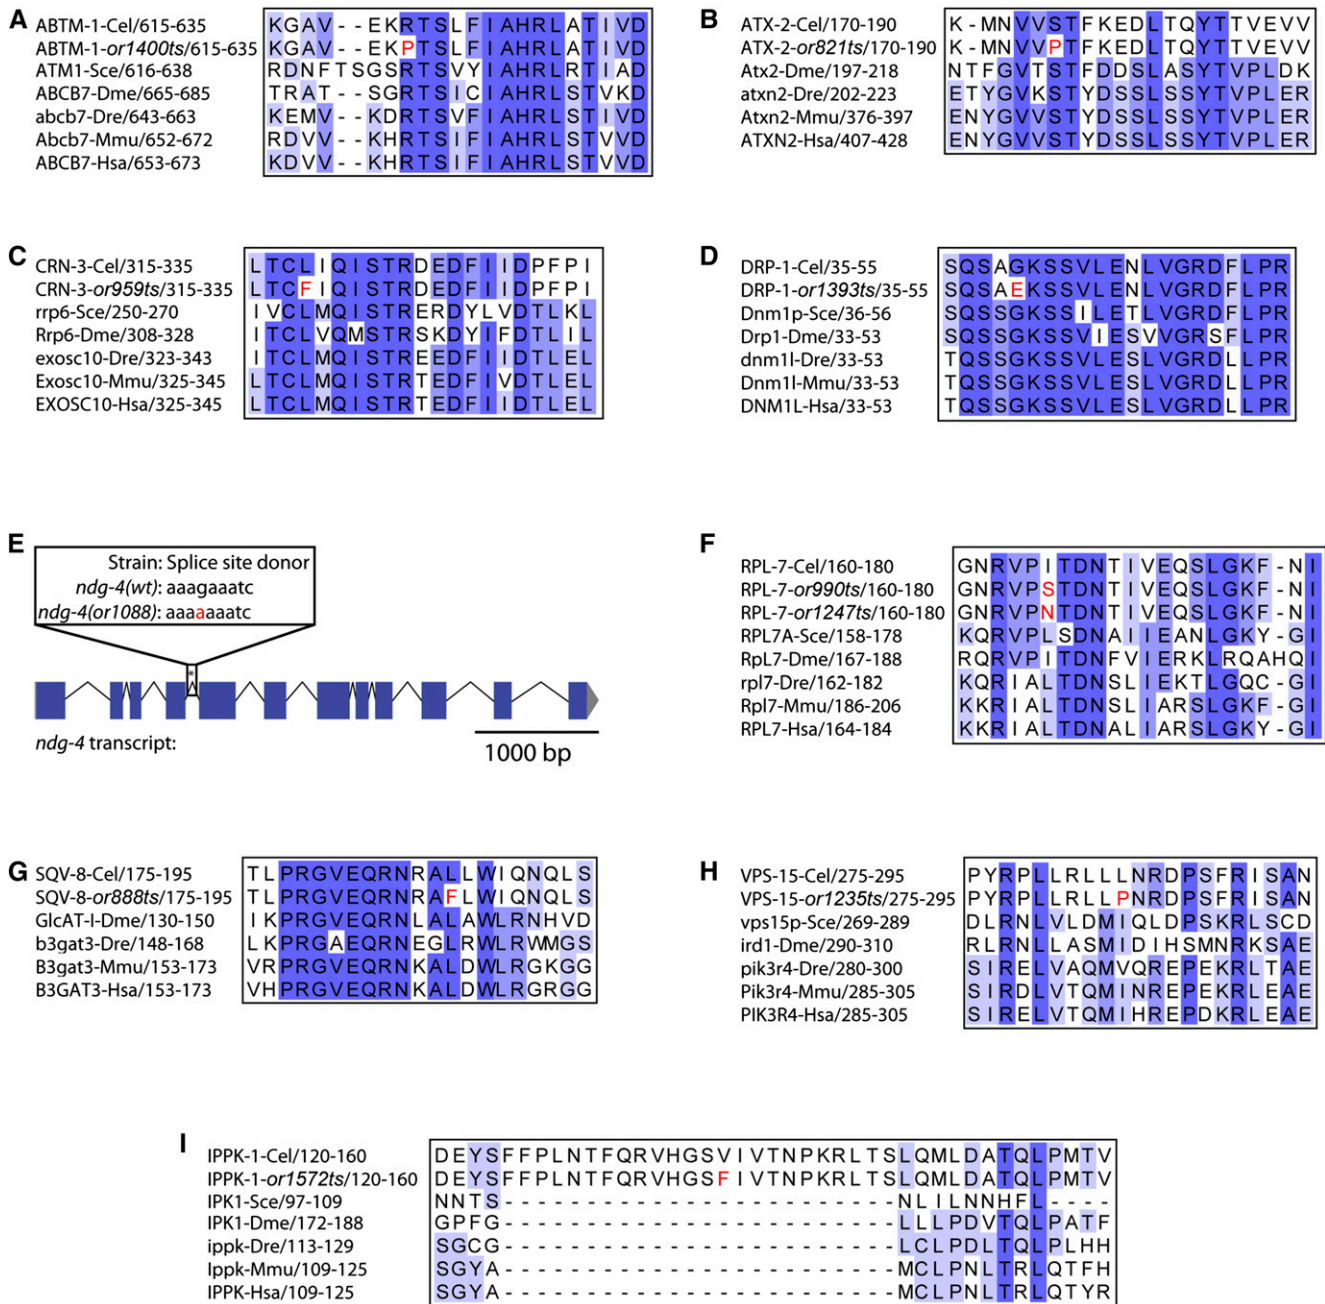 A
ABTM-1-Cel/615-635 KGAV--EKRTSLFIAHRLATIVD
ABTM-1-or1400ts/615-635 KGAV--EKPTSLFIAHRLATIVD
ATM1-Sce/616-638 RDNFTSGSRTSVYIAHRLRTIAD
ABCB7-Dme/665-685 TRAT--SGRTSICIAHRLSTVKD
abcb7-Dre/643-663 KEMV--KDRTSVFIAHRLSTIVD
Abcb7-Mmu/652-672 RDVV--KHRTSIFIAHRLSTVVD
ABCB7-Hsa/653-673 KDVV--KHRTSIFIAHRLSTVVD
B
ATX-2-Cel/170-190 K-MNVVSTFKEDLTQYTTVEVV
ATX-2-or821ts/170-190 K-MNVVPTFKEDLTQYTTVEVV
Atx2-Dme/197-218 NTFGVTSTFDDSLASYTVPLDK
atxn2-Dre/202-223 ETYGVKSTYDSSLSSYTVPLER
Atxn2-Mmu/376-397 ENYGVVSTYDSSLSSYTVPLER
ATXN2-Hsa/407-428 ENYGVVSTYDSSLSSYTVPLER
C
CRN-3-Cel/315-335 LTCLIQISTRDEDFIIDPFPI
CRN-3-or959ts/315-335 LTCFIQISTRDEDFIIDPFPI
rrp6-Sce/250-270 IVCLMQISTRERDYLVDTLKL
Rrp6-Dme/308-328 ITCLVQMSTRSKDYIFDTLIL
exosc10-Dre/323-343 ITCLMQISTREEDFIIDTLEL
Exosc10-Mmu/325-345 LTCLMQISTRTEDFIVDTLEL
EXOSC10-Hsa/325-345 LTCLMQISTRTEDFIIDTLEL
D
DRP-1-Cel/35-55 SQSAGKSSVLENLVGRDFLPR
DRP-1-or1393ts/35-55 SQSAEKSSVLENLVGRDFLPR
Dnm1p-Sce/36-56 SQSSGKSSILETLVGRDFLPR
Drp1-Dme/33-53 SQSSGKSSVIESVVGRSFLPR
dnm1l-Dre/33-53 TQSSGKSSVLESLVGRDLLPR
Dnm1l-Mmu/33-53 TQSSGKSSVLESLVGRDLLPR
DNM1L-Hsa/33-53 TQSSGKSSVLESLVGRDLLPR
E
Strain: Splice site donor
ndg-4(wt): aaagaaatc
ndg-4(or1088): aaaaaaatc
*
ndg-4 transcript:
1000 bp
F
RPL-7-Cel/160-180 GNRVPITDNTIVEQSLGKF-NI
RPL-7-or990ts/160-180 GNRVPSTDNTIVEQSLGKF-NI
RPL-7-or1247ts/160-180 GNRVPNTDNTIVEQSLGKF-NI
RPL7A-Sce/158-178 KQRVPLSDNAIIEANLGKY-GI
RpL7-Dme/167-188 RQRVPITDNFVIERKLRQAHQI
rpl7-Dre/162-182 KQRIALTDNSLIEKTLGQC-GI
Rpl7-Mmu/186-206 KKRIALTDNSLIARSLGKF-GI
RPL7-Hsa/164-184 KKRIALTDNALIARSLGKY-GI
G
SQV-8-Cel/175-195 TLPRGVEQRNRALLWIQNQLS
SQV-8-or888ts/175-195 TLPRGVEQRNRAFLWIQNQLS
GlcAT-I-Dme/130-150 IKPRGVEQRNLALAWLRNHVD
b3gat3-Dre/148-168 LKPRGAEQRNEGLRWLRWMGS
B3gat3-Mmu/153-173 VRPRGVEQRNKALDWLRGKGG
B3GAT3-Hsa/153-173 VHPRGVEQRNKALDWLRGRGG
H
VPS-15-Cel/275-295 PYRPLLRLLLNRDPSFRISAN
VPS-15-or1235ts/275-295 PYRPLLRLLPNRDPSFRISAN
vps15p-Sce/269-289 DLRNLVLDMIQLDPSKRLSCD
ird1-Dme/290-310 RLRNLLASMIDIHSMNRKSAE
pik3r4-Dre/280-300 SIRELVAQMVQREPEKRLTAE
Pik3r4-Mmu/285-305 SIRDLVTQMINREPEKRLEAE
PIK3R4-Hsa/285-305 SIRELVTQMIHREPDKRLEAE
I
IPPK-1-Cel/120-160 DEYSFFPLNTFQRVHGSVIVTNPKRLTSLQMLDATQLPMTV
IPPK-1-or1572ts/120-160 DEYSFFPLNTFQRVHGSFIVTNPKRLTSLQMLDATQLPMTV
IPK1-Sce/97-109 NNTS------------------------NLILNNHFL----
IPK1-Dme/172-188 GPFG------------------------LLLPDVTQLPATF
ippk-Dre/113-129 SGCG------------------------LCLPDLTQLPLHH
Ippk-Mmu/109-125 SGYA------------------------MCLPNLTRLQTFH
IPPK-Hsa/109-125 SGYA------------------------MCLPNLTRLQTYR